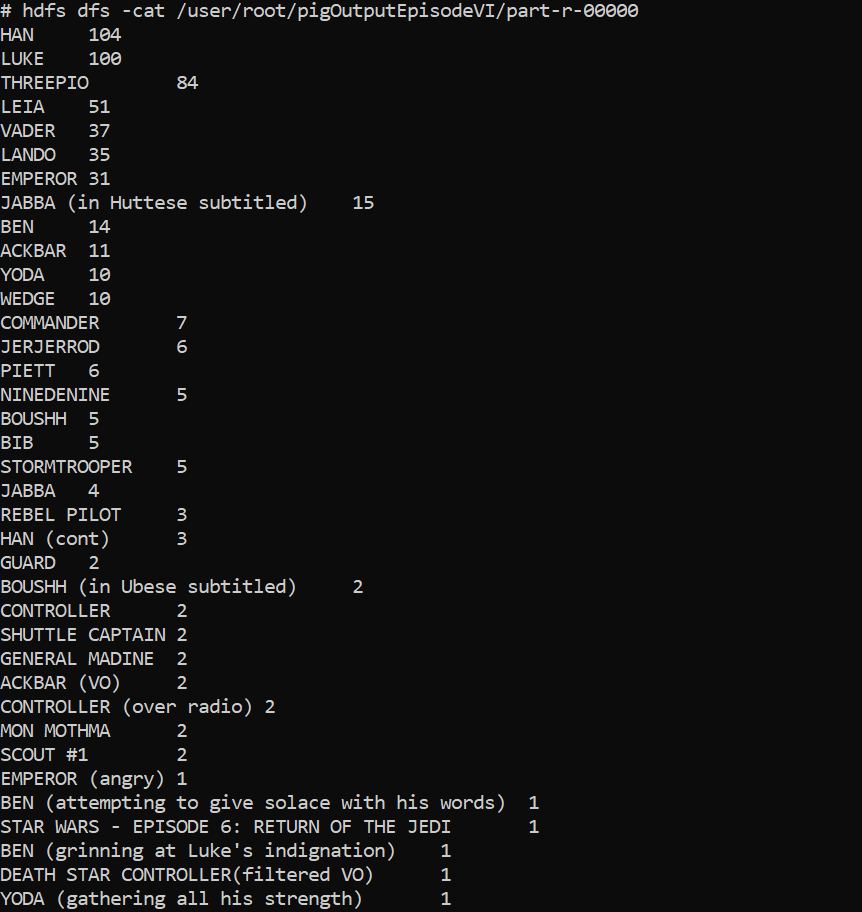 # hdfs dfs -cat /user/root/pigOutputEpisodeVI/part-r-00000
HAN     104
LUKE    100
THREEPIO        84
LEIA    51
VADER   37
LANDO   35
EMPEROR 31
JABBA (in Huttese subtitled)    15
BEN     14
ACKBAR  11
YODA    10
WEDGE   10
COMMANDER       7
JERJERROD       6
PIETT   6
NINEDENINE      5
BOUSHH  5
BIB     5
STORMTROOPER    5
JABBA   4
REBEL PILOT     3
HAN (cont)      3
GUARD   2
BOUSHH (in Ubese subtitled)     2
CONTROLLER      2
SHUTTLE CAPTAIN 2
GENERAL MADINE  2
ACKBAR (VO)     2
CONTROLLER (over radio) 2
MON MOTHMA      2
SCOUT #1        2
EMPEROR (angry) 1
BEN (attempting to give solace with his words)  1
STAR WARS - EPISODE 6: RETURN OF THE JEDI       1
BEN (grinning at Luke's indignation)    1
DEATH STAR CONTROLLER(filtered VO)      1
YODA (gathering all his strength)       1